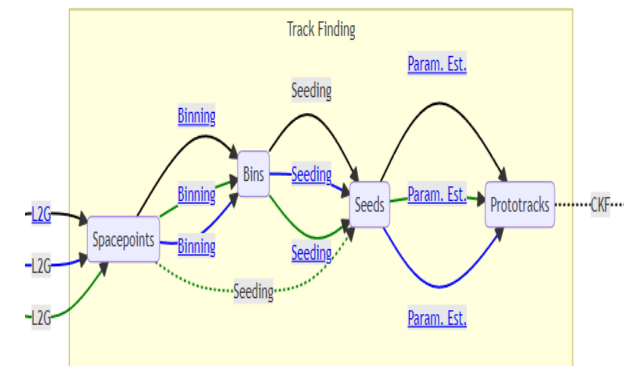 Track Finding
Param. Est.
Seeding
Binning
Bins
Seeding
Binning
Param. Est.
Seeds
Prototracks
CKF
L2G
Spacepoints
Binning
Seeding
L2G
Seeding
L2G
Param. Est.